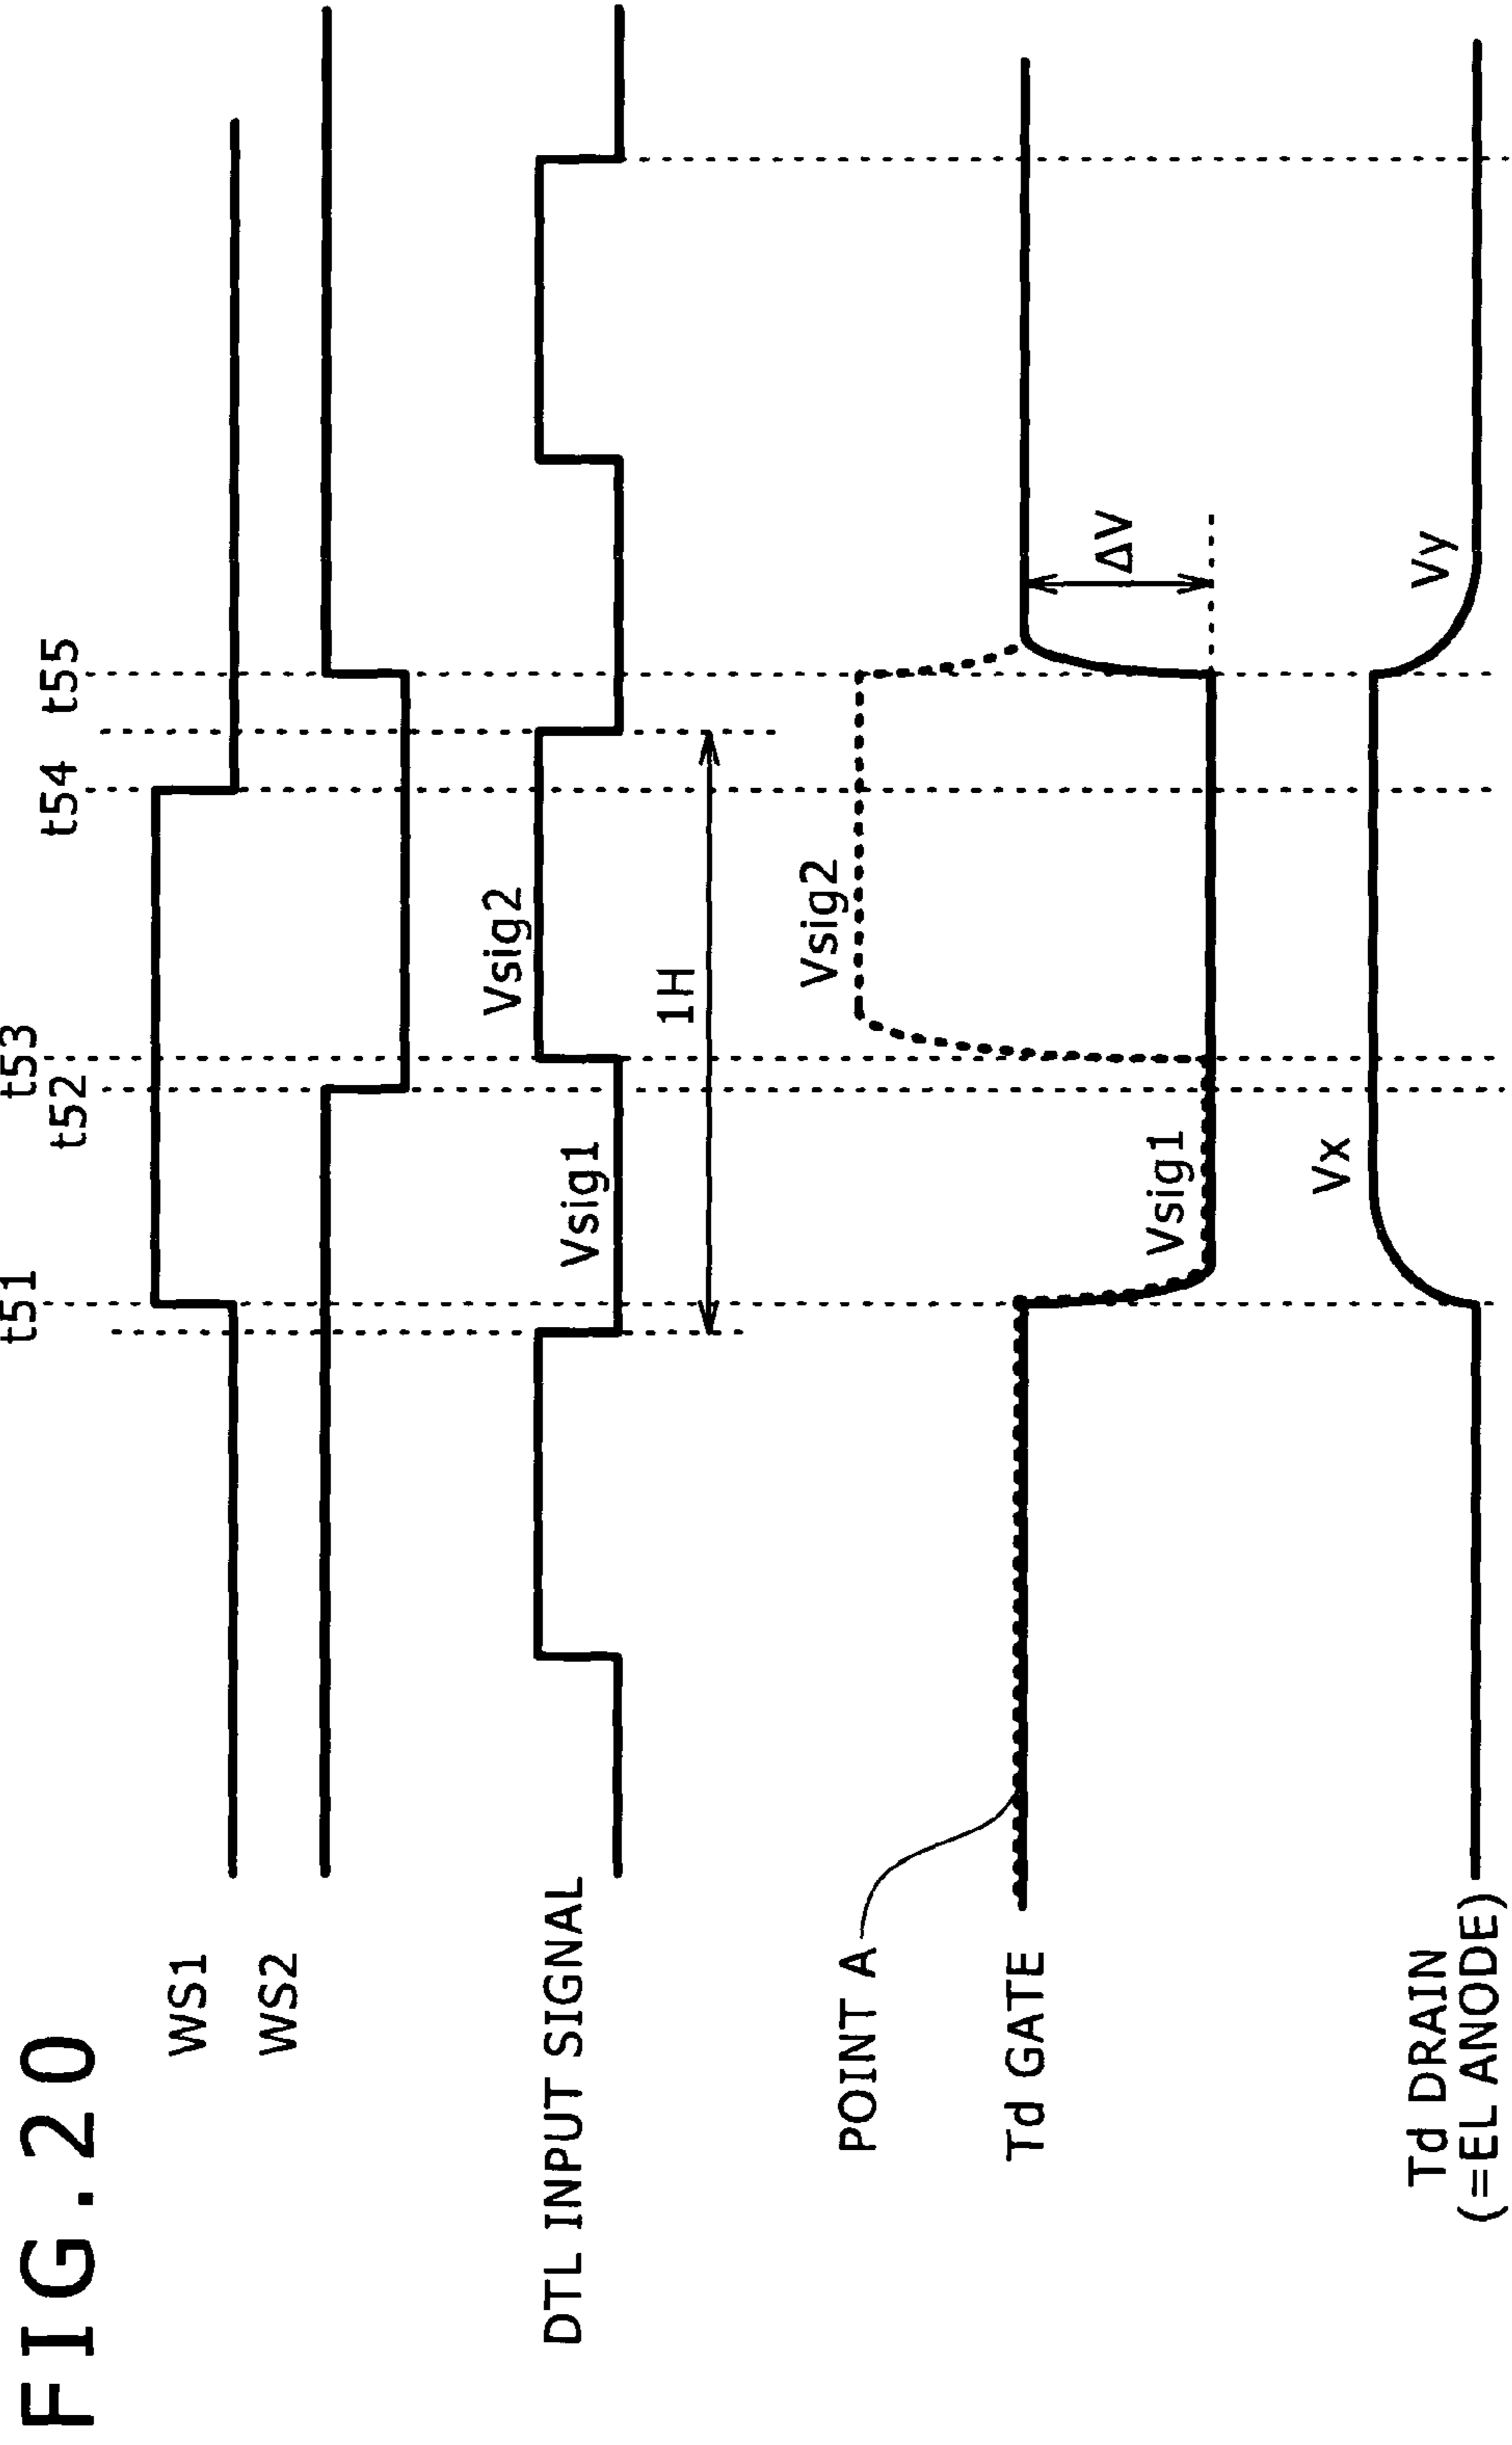 FIG.20
t51
t52
t53
t54
t55
WS1
WS2
DTL INPUT SIGNAL
Vsig1
Vsig2
1H
POINT A
Vsig2
Td GATE
Vsig1
ΔV
Vx
Vy
Td DRAIN
(=EL ANODE)